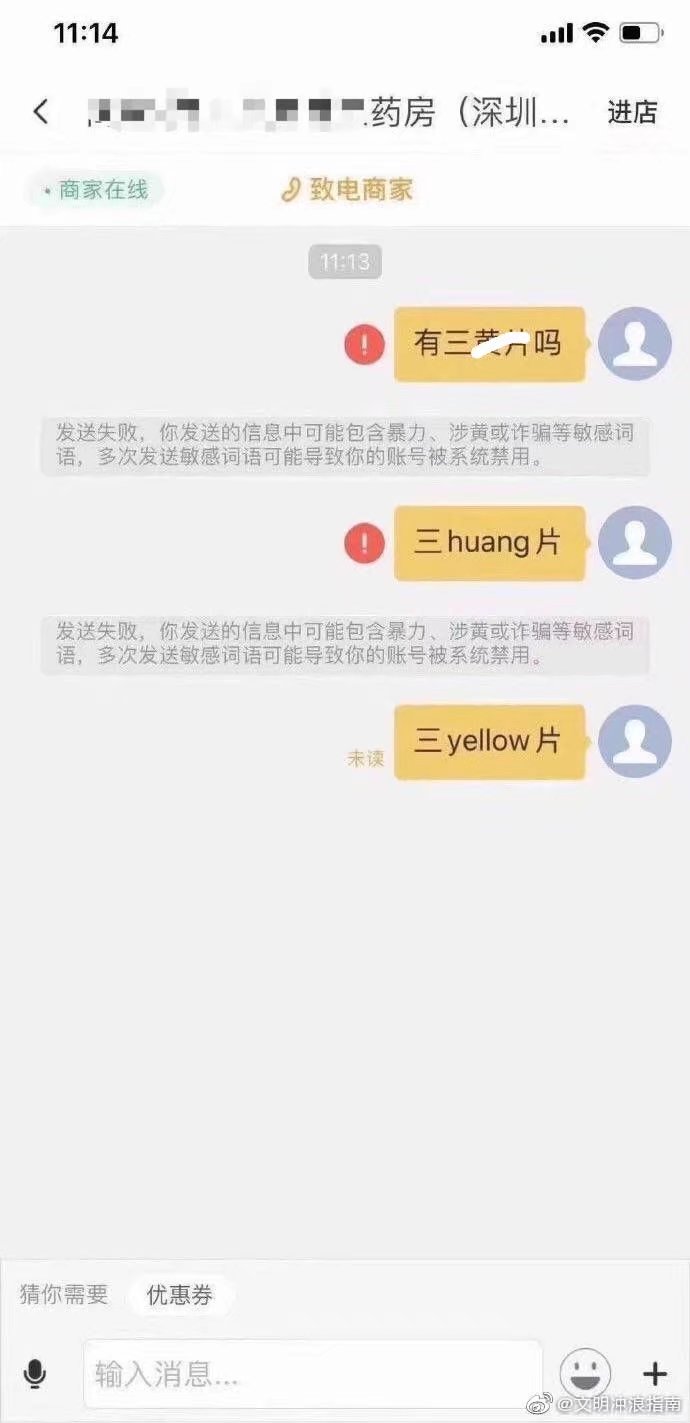 11:14
药房（深圳... 进店
商家在线 致电商家
11:13
有三黄片吗
发送失败，你发送的信息中可能包含暴力、涉黄或诈骗等敏感词
语，多次发送敏感词语可能导致你的账号被系统禁用。
三huang片
发送失败，你发送的信息中可能包含暴力、涉黄或诈骗等敏感词
语，多次发送敏感词语可能导致你的账号被系统禁用。
三yellow片
未读
猜你需要 优惠券
输入消息...
@文明冲浪指南